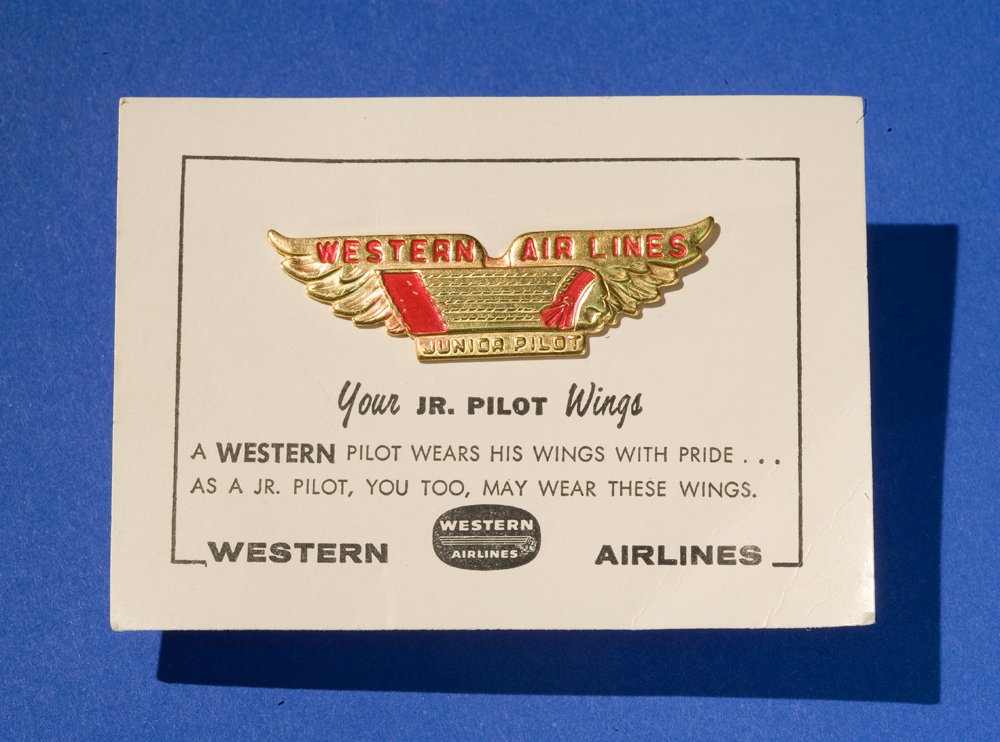 WESTERN AIR LINES
JUNIOR PILOT
Your JR. PILOT Wings
A WESTERN PILOT WEARS HIS WINGS WITH PRIDE . . .
AS A JR. PILOT, YOU TOO, MAY WEAR THESE WINGS.
WESTERN
WESTERN
AIRLINES
AIRLINES